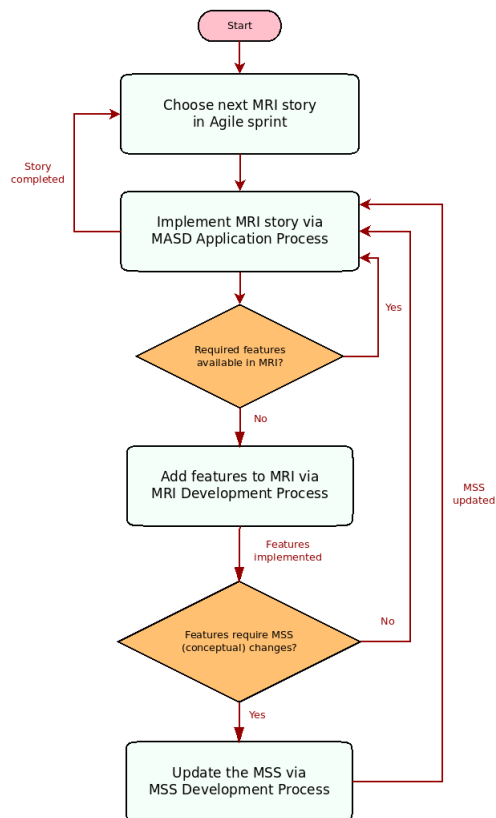 Start
Choose next MRI story
in Agile sprint
Story
completed
Implement MRI story via
MASD Application Process
Yes
Required features
available in MRI?
No
Add features to MRI via
MRI Development Process
MSS
updated
Features
implemented
No
Features require MSS
(conceptual) changes?
Yes
Update the MSS via
MSS Development Process